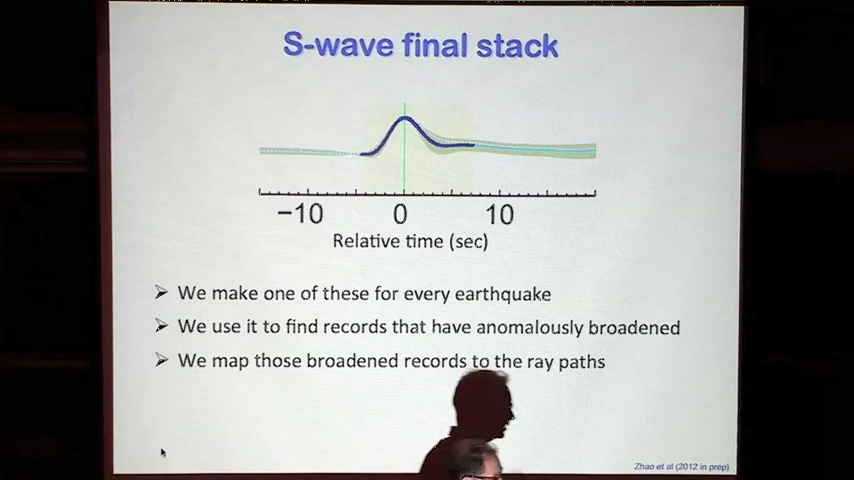 S-wave final stack
−10 0 10
Relative time (sec)
➢ We make one of these for every earthquake
➢ We use it to find records that have anomalously broadened
➢ We map those broadened records to the ray paths
Zhao et al (2012 in prep)